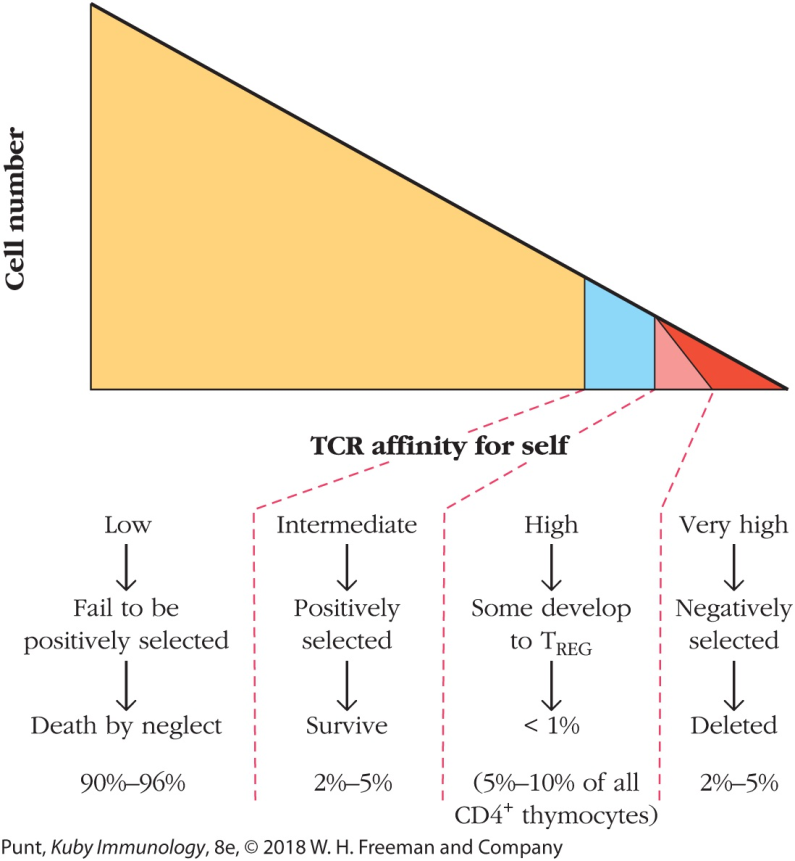 Cell number
TCR affinity for self
Low
Fail to be
positively selected
Death by neglect
90%–96%
Intermediate
Positively
selected
Survive
2%–5%
High
Some develop
to TREG
< 1%
(5%–10% of all
CD4+ thymocytes)
Very high
Negatively
selected
Deleted
2%–5%
Punt, Kuby Immunology, 8e, © 2018 W. H. Freeman and Company